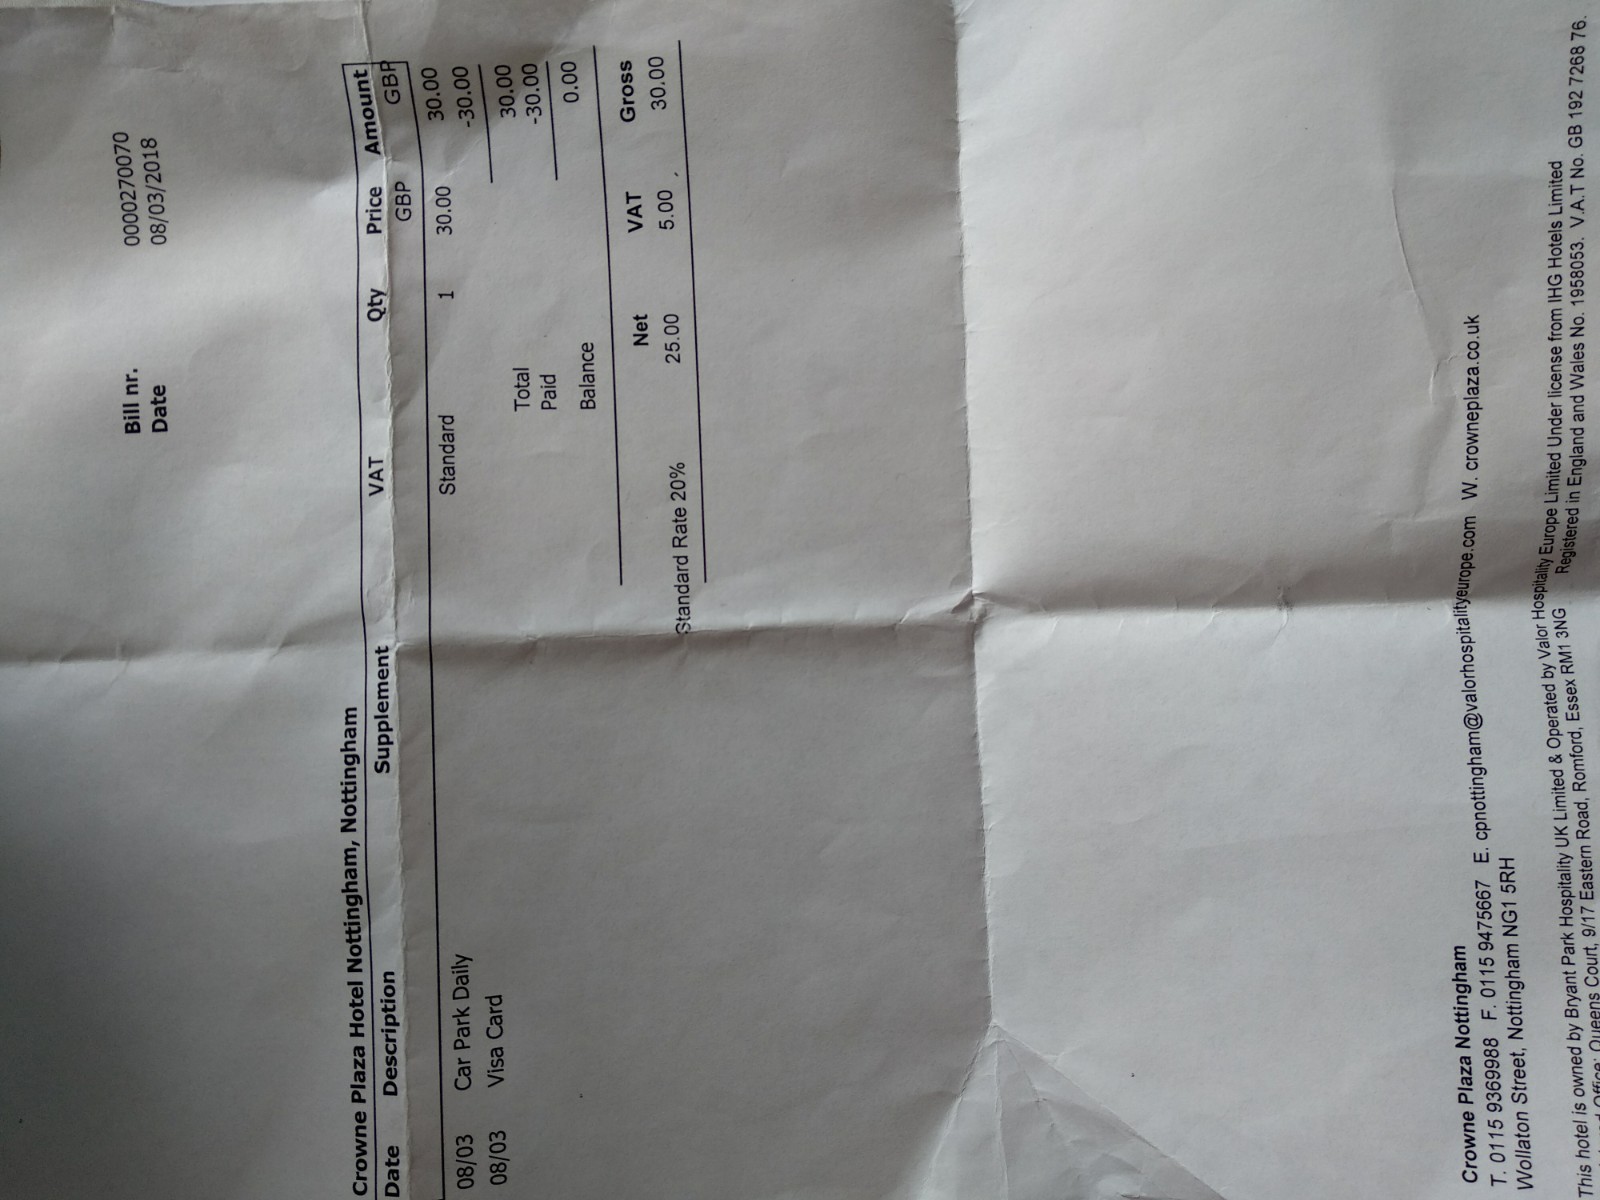 Bill nr. 0000270070
Date 08/03/2018
Crowne Plaza Hotel Nottingham, Nottingham
Date Description Supplement VAT Qty Price Amount
GBP GBP
08/03 Car Park Daily Standard 1 30.00 30.00
08/03 Visa Card -30.00
Total 30.00
Paid -30.00
Balance 0.00
Net VAT Gross
Standard Rate 20% 25.00 5.00 30.00
Crowne Plaza Nottingham
T. 0115 9369988 F. 0115 9475667 E. cpnottingham@valorhospitalityeurope.com W. crowneplaza.co.uk
Wollaton Street, Nottingham NG1 5RH
This hotel is owned by Bryant Park Hospitality UK Limited & Operated by Valor Hospitality Europe Limited Under license from IHG Hotels Limited
Office: Queens Court, 9/17 Eastern Road, Romford, Essex RM1 3NG Registered in England and Wales No. 1958053. V.A.T No. GB 192 7268 76.